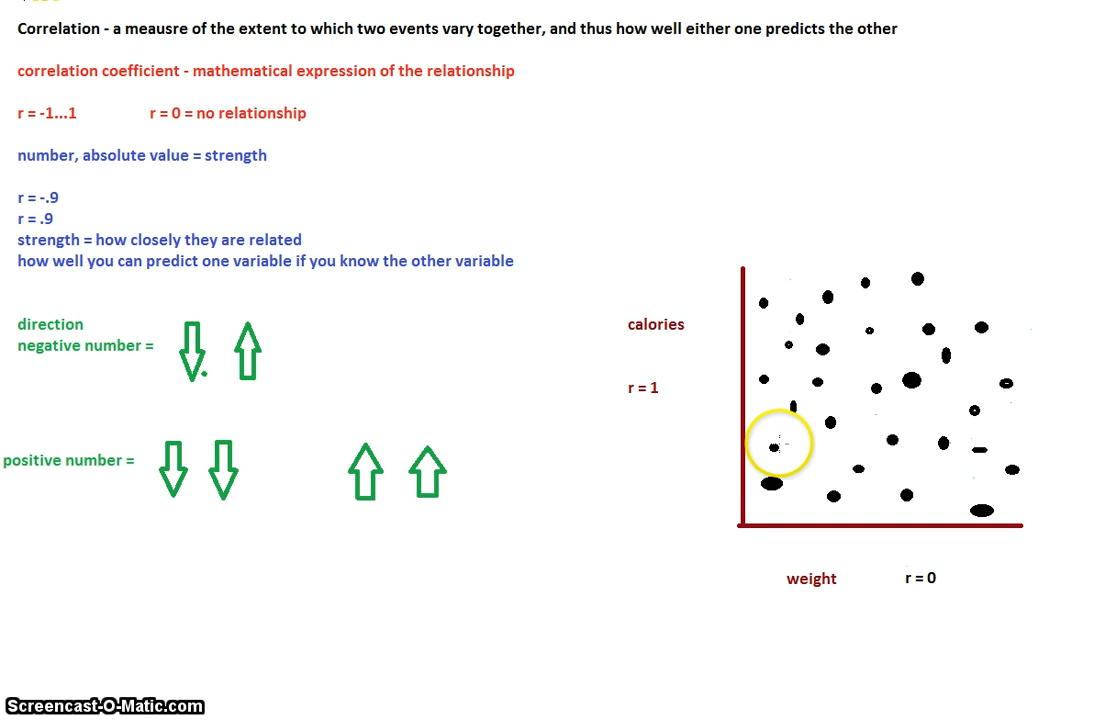 Correlation - a meausre of the extent to which two events vary together, and thus how well either one predicts the other
correlation coefficient - mathematical expression of the relationship
r = -1...1 r = 0 = no relationship
number, absolute value = strength
r = -.9
r = .9
strength = how closely they are related
how well you can predict one variable if you know the other variable
direction
negative number =
positive number =
calories
r = 1
weight r = 0
Screencast-O-Matic.com